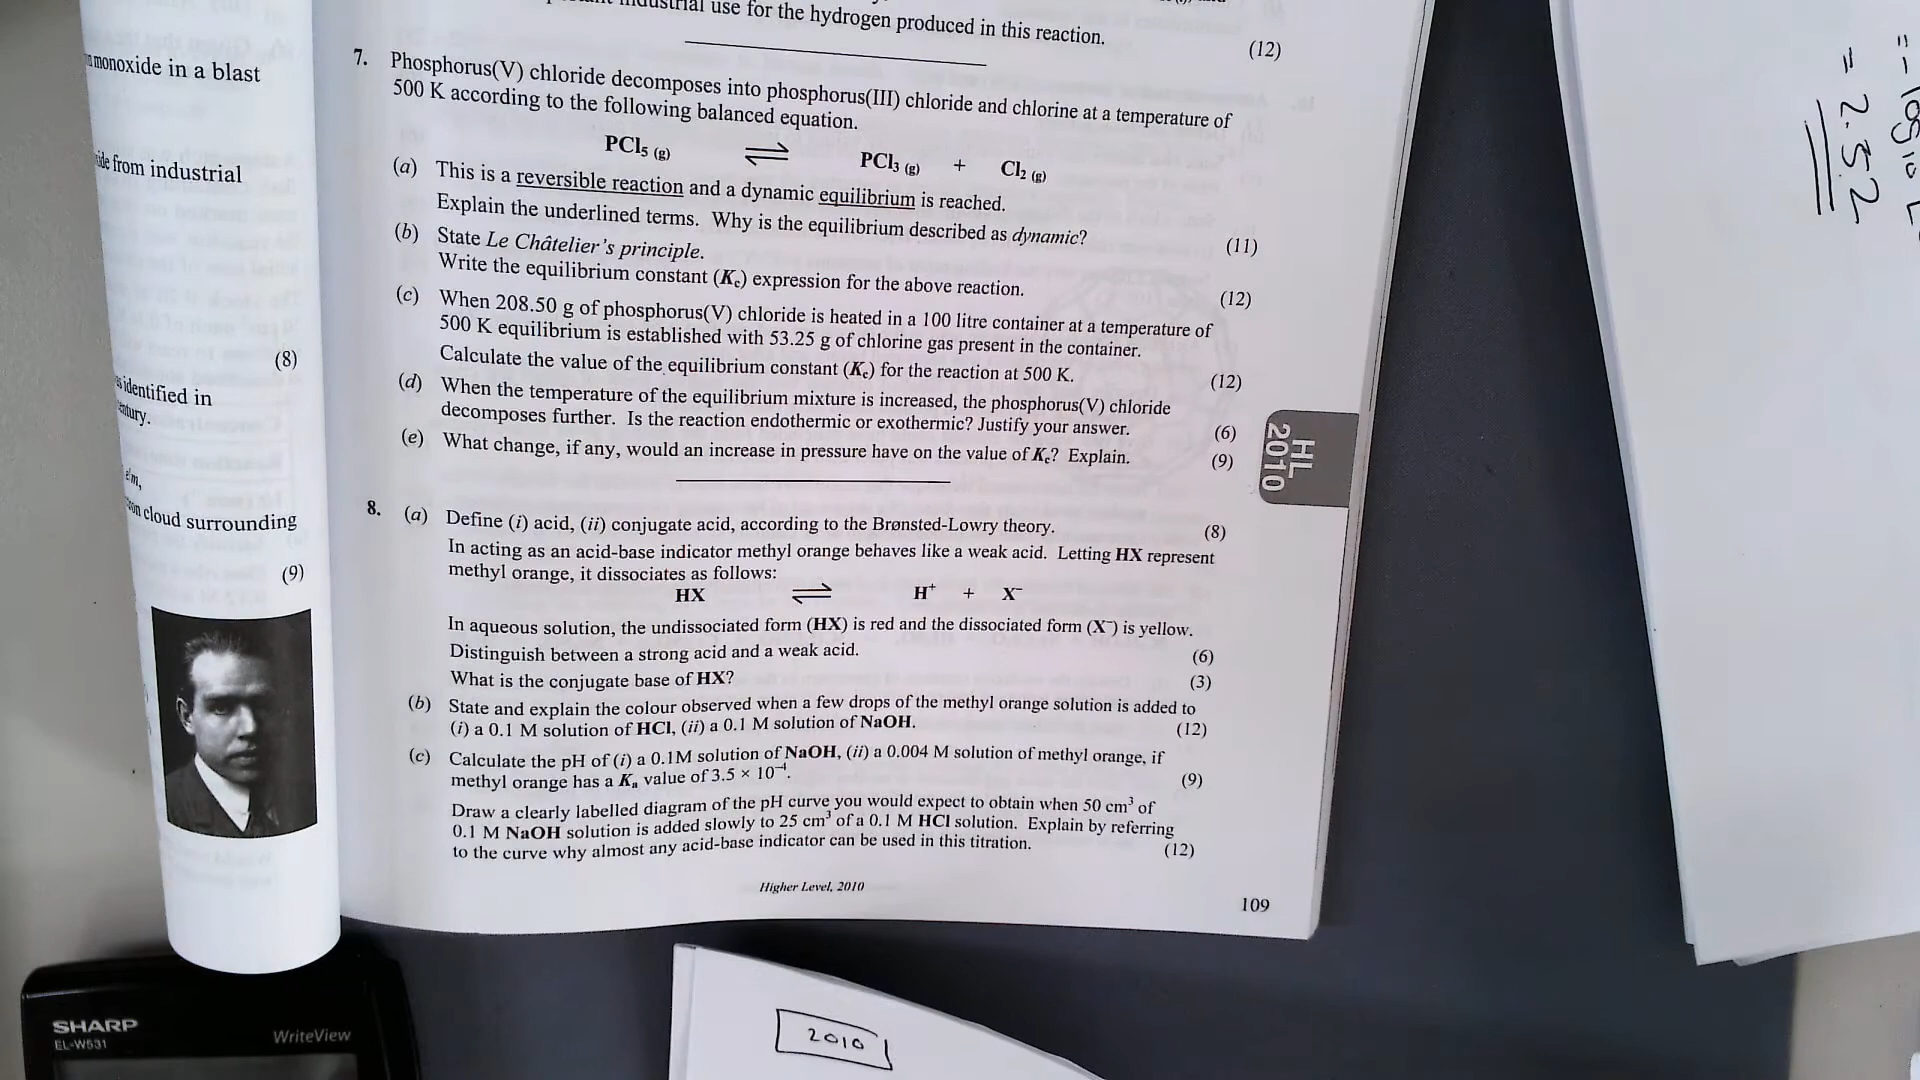 industrial use for the hydrogen produced in this reaction.
(12)
monoxide in a blast
from industrial
(8)
identified in
cloud surrounding
(9)
7. Phosphorus(V) chloride decomposes into phosphorus(III) chloride and chlorine at a temperature of
500 K according to the following balanced equation.
PCl₅ (g) ⇌ PCl₃ (g) + Cl₂ (g)
(a) This is a reversible reaction and a dynamic equilibrium is reached.
Explain the underlined terms. Why is the equilibrium described as dynamic? (11)
(b) State Le Châtelier's principle.
Write the equilibrium constant (Kc) expression for the above reaction. (12)
(c) When 208.50 g of phosphorus(V) chloride is heated in a 100 litre container at a temperature of
500 K equilibrium is established with 53.25 g of chlorine gas present in the container.
Calculate the value of the equilibrium constant (Kc) for the reaction at 500 K. (12)
(d) When the temperature of the equilibrium mixture is increased, the phosphorus(V) chloride
decomposes further. Is the reaction endothermic or exothermic? Justify your answer. (6)
(e) What change, if any, would an increase in pressure have on the value of Kc? Explain. (9)
HL
2010
8. (a) Define (i) acid, (ii) conjugate acid, according to the Brønsted-Lowry theory. (8)
In acting as an acid-base indicator methyl orange behaves like a weak acid. Letting HX represent
methyl orange, it dissociates as follows:
HX ⇌ H⁺ + X⁻
In aqueous solution, the undissociated form (HX) is red and the dissociated form (X⁻) is yellow.
Distinguish between a strong acid and a weak acid. (6)
What is the conjugate base of HX? (3)
(b) State and explain the colour observed when a few drops of the methyl orange solution is added to
(i) a 0.1 M solution of HCl, (ii) a 0.1 M solution of NaOH. (12)
(c) Calculate the pH of (i) a 0.1M solution of NaOH, (ii) a 0.004 M solution of methyl orange, if
methyl orange has a Kₐ value of 3.5 × 10⁻⁴. (9)
Draw a clearly labelled diagram of the pH curve you would expect to obtain when 50 cm³ of
0.1 M NaOH solution is added slowly to 25 cm³ of a 0.1 M HCl solution. Explain by referring
to the curve why almost any acid-base indicator can be used in this titration. (12)
Higher Level, 2010
109
= - log₁₀
= 2.52
SHARP
EL-W531
WriteView
2010